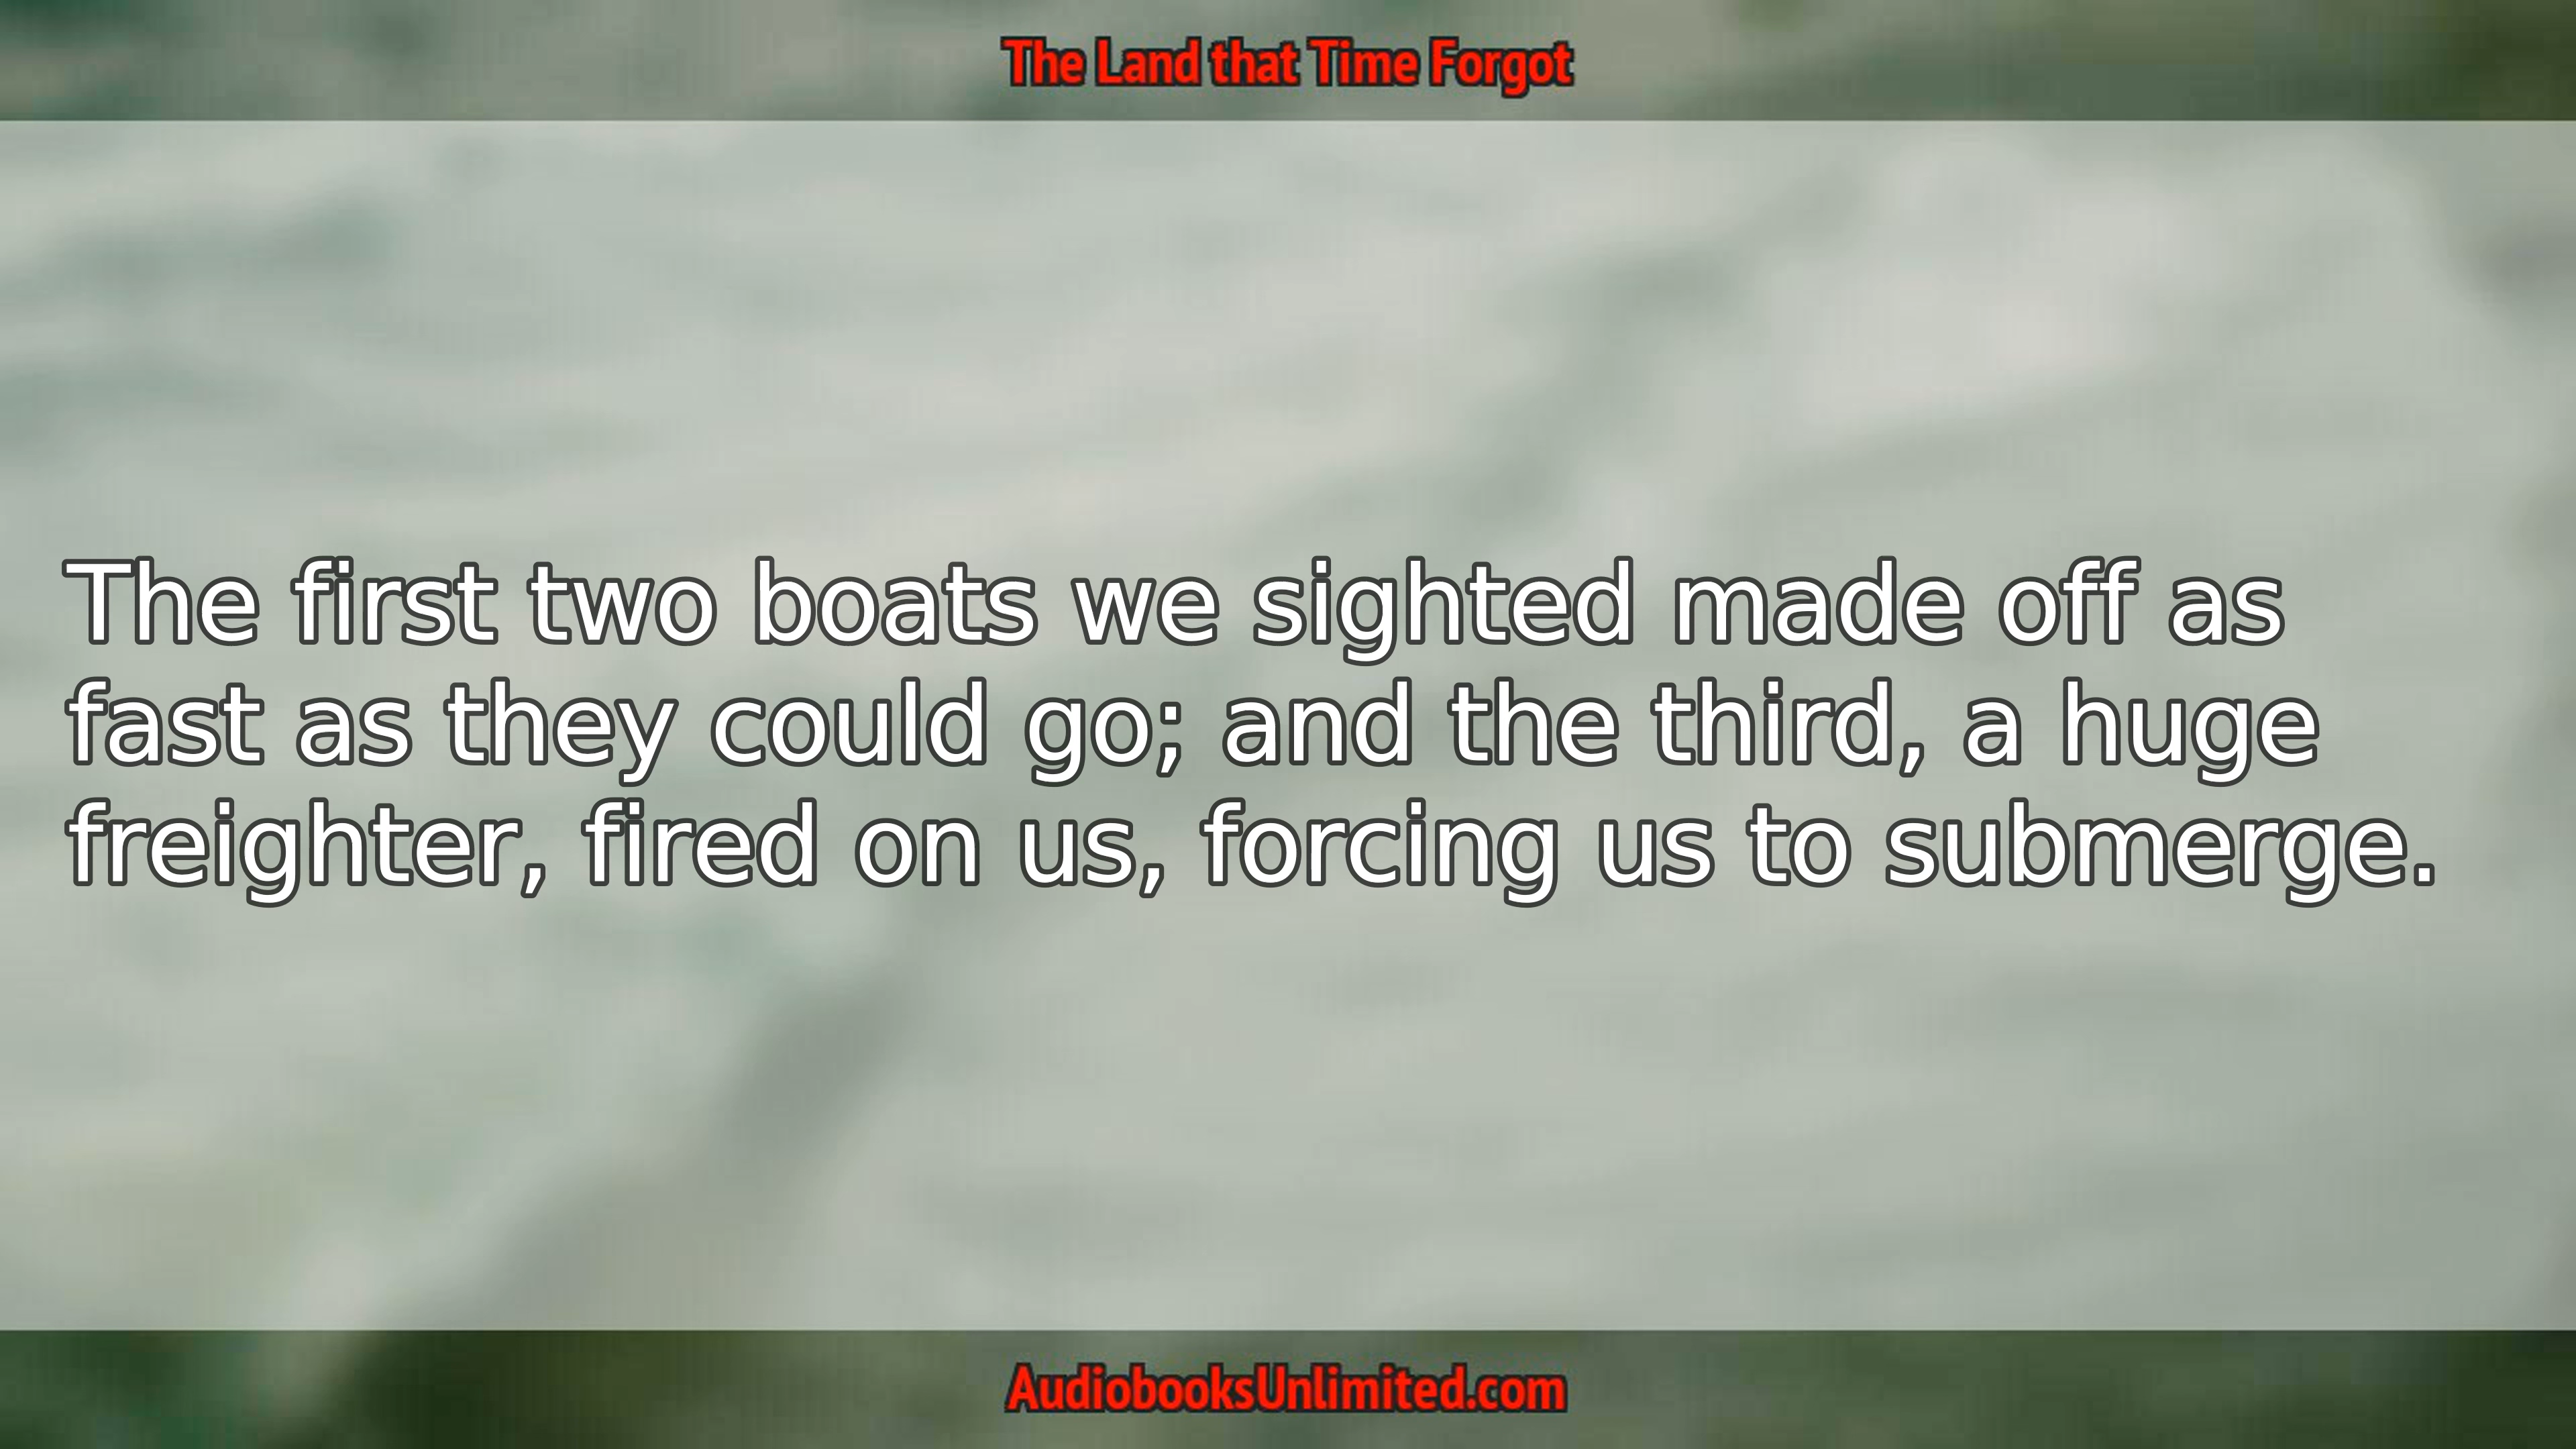 The Land that Time Forgot
The first two boats we sighted made off as
fast as they could go; and the third, a huge
freighter, fired on us, forcing us to submerge.
AudiobooksUnlimited.com